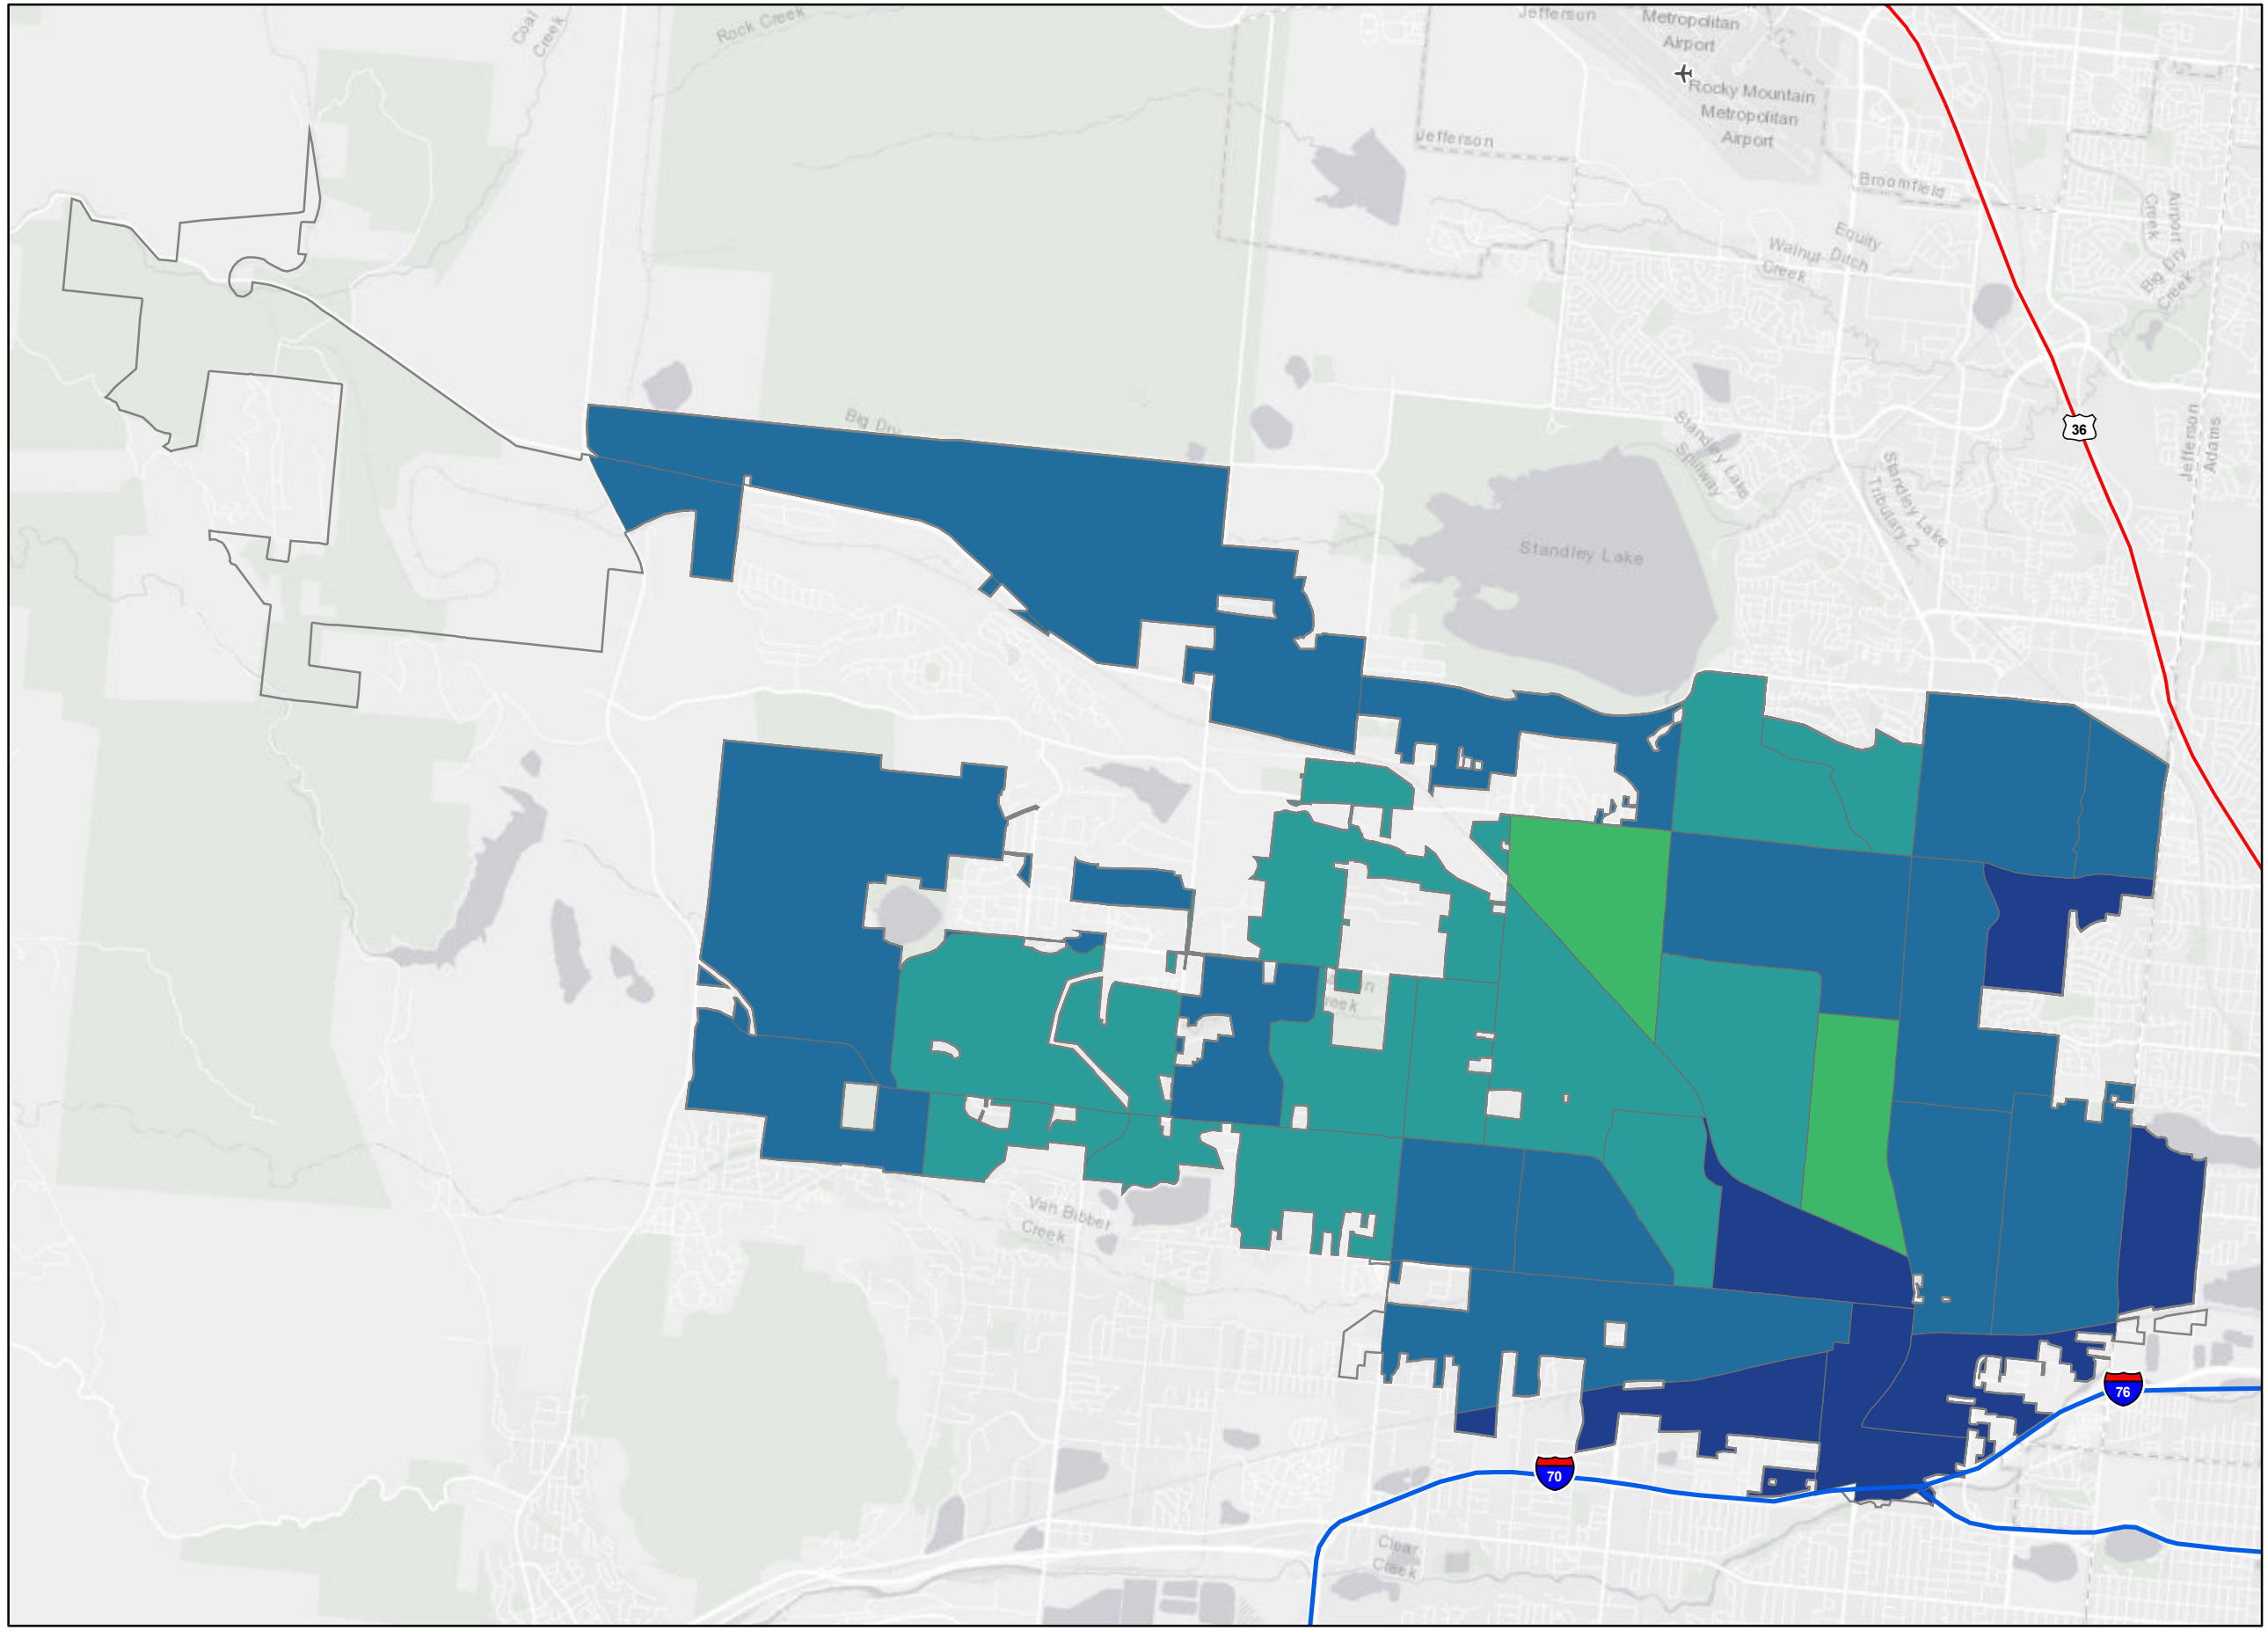 Coal
Creek
Rock Creek
Jefferson
Metropolitan
Airport
Rocky Mountain
Metropolitan
Airport
Jefferson
Broomfield
Airport
Creek
Equity
Ditch
Walnut
Creek
Big Dry
Creek
Big Dry
Standley Lake
Spillway
36
Jefferson
Adams
Standley Lake
Tributary 2
Standley Lake
reek
Van Bibber
Creek
76
70
Clear
Creek